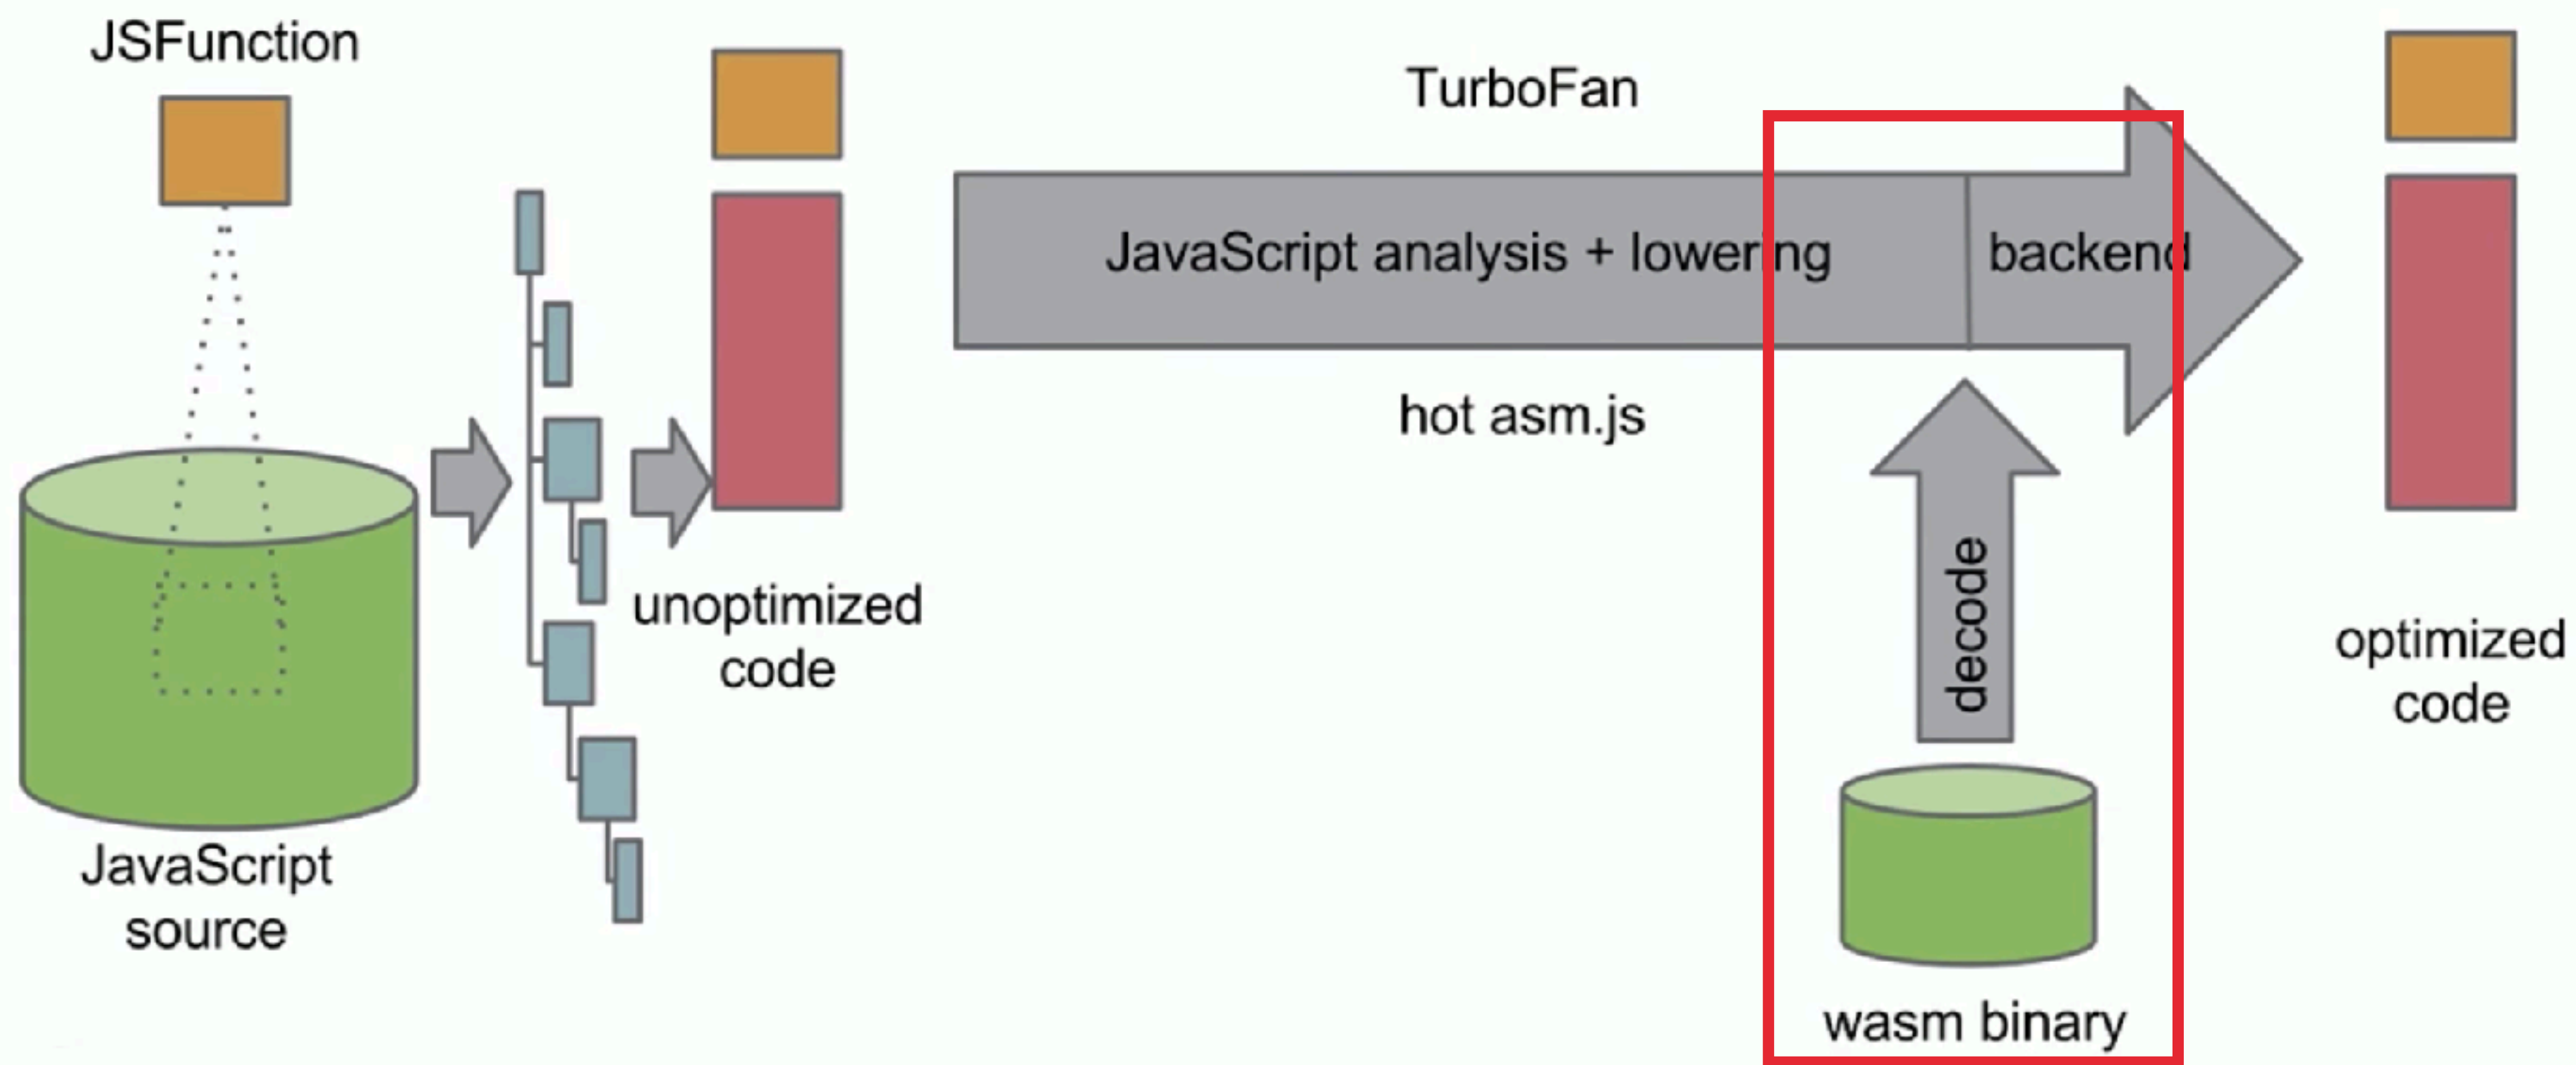 JSFunction
JavaScript
source
unoptimized
code
TurboFan
JavaScript analysis + lowering
backend
hot asm.js
decode
wasm binary
optimized
code